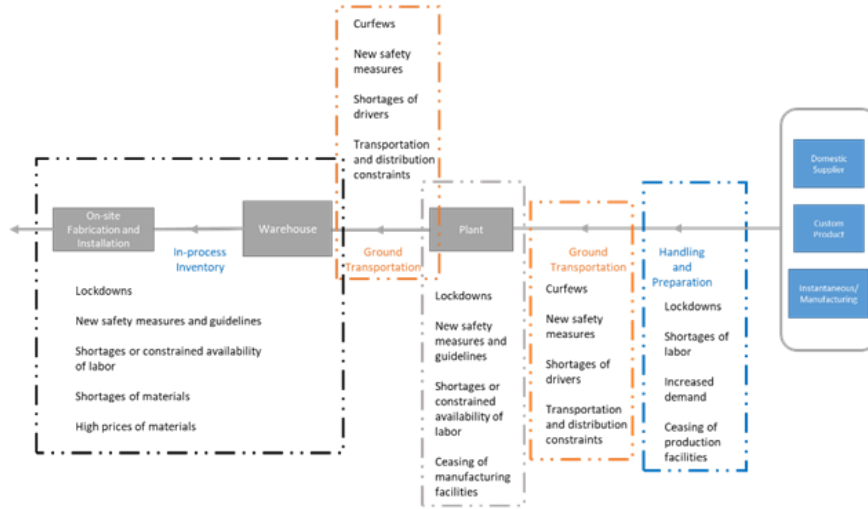 Curfews
New safety
measures
Shortages of
drivers
Transportation
and distribution
constraints
On-site
Fabrication and
Installation
In-process
Inventory
Warehouse
Ground
Transportation
Plant
Ground
Transportation
Handling
and
Preparation
Domestic
Supplier
Custom
Product
Instantaneous/
Manufacturing
Lockdowns
New safety measures and guidelines
Shortages or constrained availability
of labor
Shortages of materials
High prices of materials
Lockdowns
New safety
measures and
guidelines
Shortages or
constrained
availability of
labor
Ceasing of
manufacturing
facilities
Curfews
New safety
measures
Shortages of
drivers
Transportation
and distribution
constraints
Lockdowns
Shortages of
labor
Increased
demand
Ceasing of
production
facilities